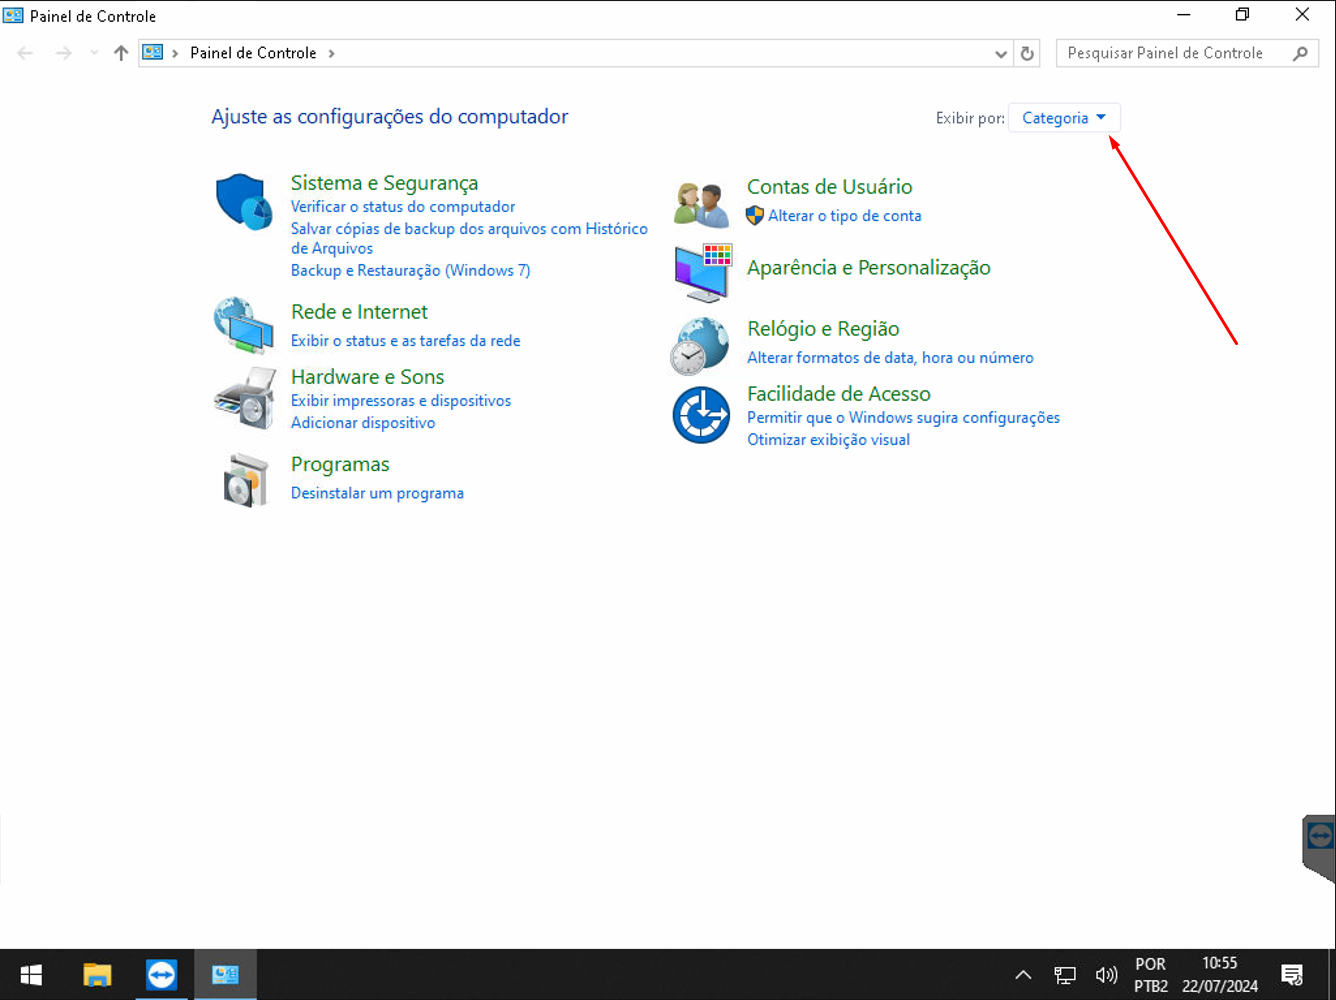 Painel de Controle
Painel de Controle
Pesquisar Painel de Controle
Ajuste as configurações do computador
Exibir por: Categoria
Sistema e Segurança
Verificar o status do computador
Salvar cópias de backup dos arquivos com Histórico
de Arquivos
Backup e Restauração (Windows 7)
Rede e Internet
Exibir o status e as tarefas da rede
Hardware e Sons
Exibir impressoras e dispositivos
Adicionar dispositivo
Programas
Desinstalar um programa
Contas de Usuário
Alterar o tipo de conta
Aparência e Personalização
Relógio e Região
Alterar formatos de data, hora ou número
Facilidade de Acesso
Permitir que o Windows sugira configurações
Otimizar exibição visual
POR
PTB2
10:55
22/07/2024